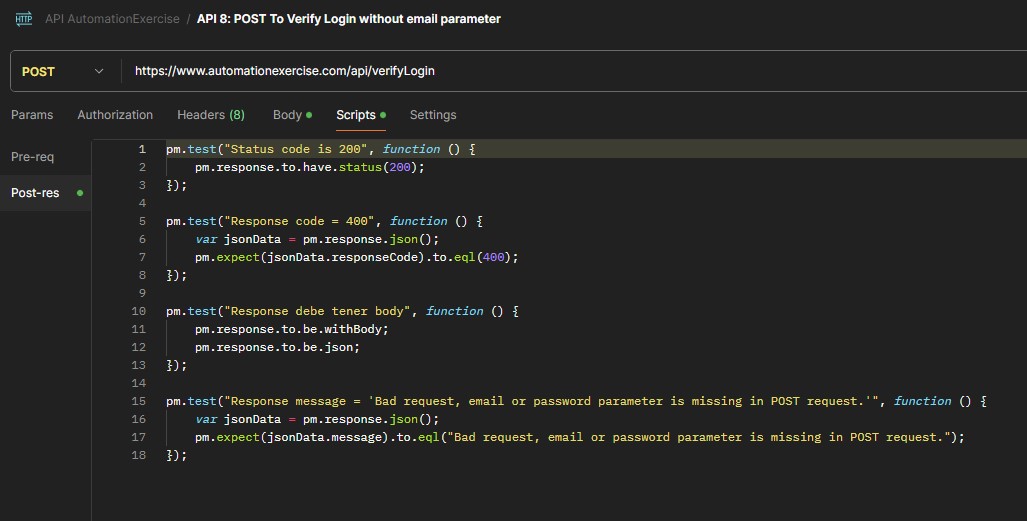 HTTP API AutomationExercise / API 8: POST To Verify Login without email parameter
POST https://www.automationexercise.com/api/verifyLogin
Params Authorization Headers (8) Body Scripts Settings
Pre-req
Post-res
1 pm.test("Status code is 200", function () {
2 pm.response.to.have.status(200);
3 });
4
5 pm.test("Response code = 400", function () {
6 var jsonData = pm.response.json();
7 pm.expect(jsonData.responseCode).to.eql(400);
8 });
9
10 pm.test("Response debe tener body", function () {
11 pm.response.to.be.withBody;
12 pm.response.to.be.json;
13 });
14
15 pm.test("Response message = 'Bad request, email or password parameter is missing in POST request.'", function () {
16 var jsonData = pm.response.json();
17 pm.expect(jsonData.message).to.eql("Bad request, email or password parameter is missing in POST request.");
18 });